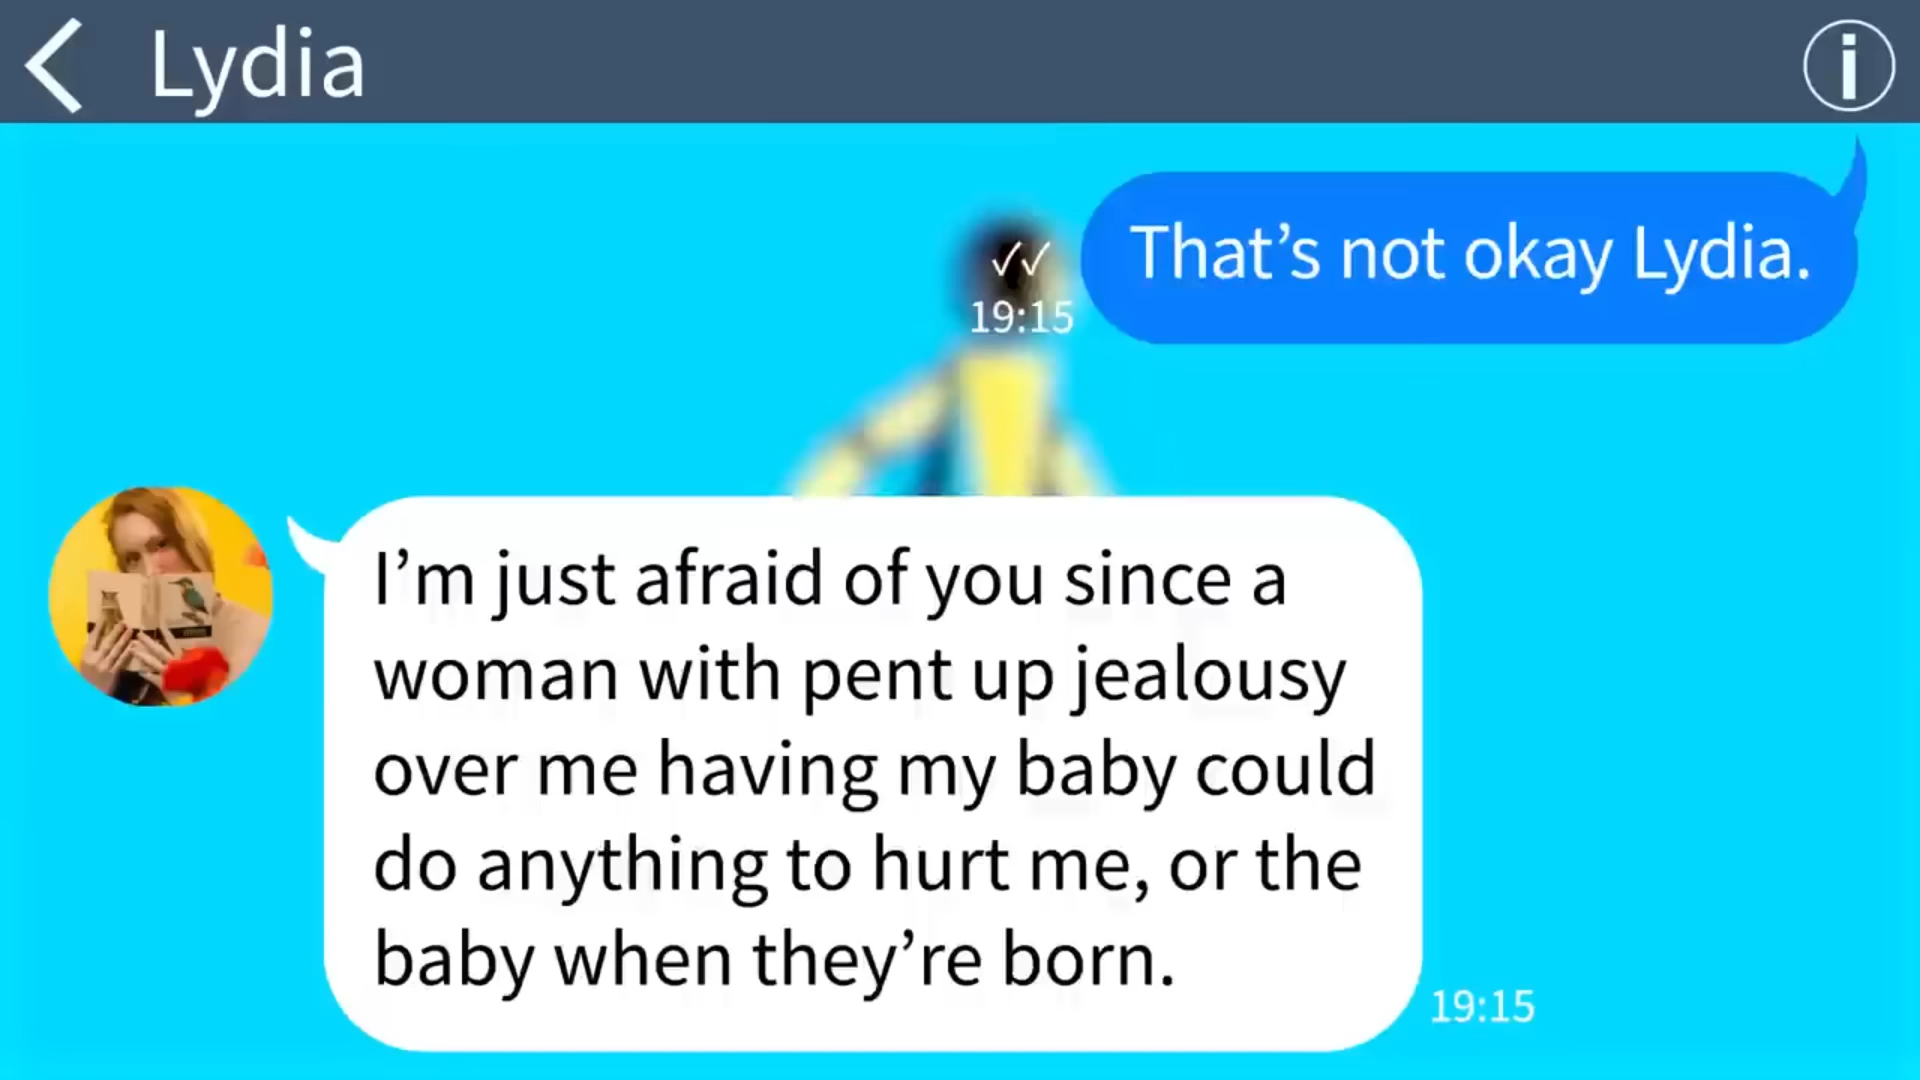 Lydia
That’s not okay Lydia.
✓✓
19:15
I’m just afraid of you since a
woman with pent up jealousy
over me having my baby could
do anything to hurt me, or the
baby when they’re born.
19:15